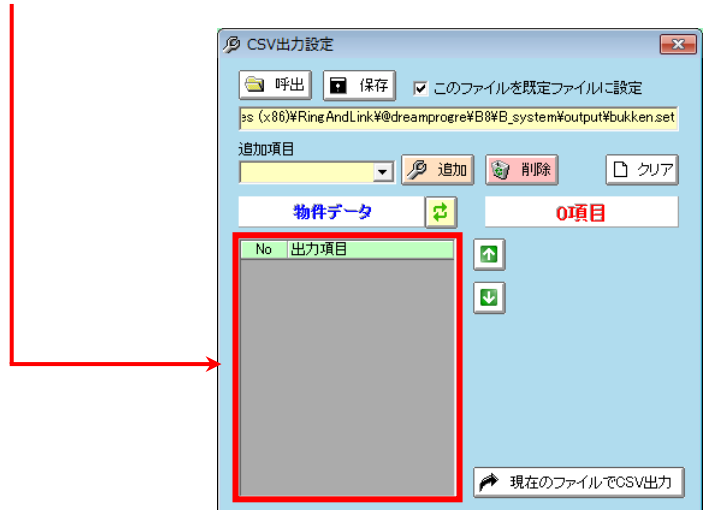 CSV出力設定
呼出 保存 このファイルを既定ファイルに設定
es (x86)¥RingAndLink¥@dreamprogre¥B8¥B_system¥output¥bukken.set
追加項目
追加 削除 クリア
物件データ 0項目
No 出力項目
現在のファイルでCSV出力